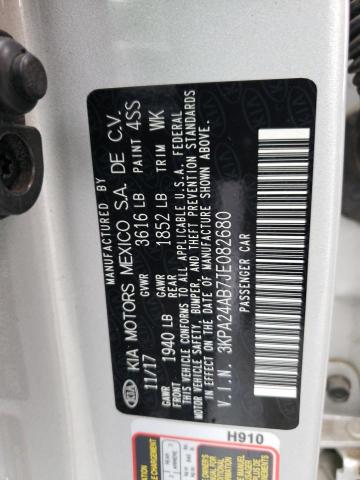 KIA KIA MOTORS MEXICO S.A. DE C.V.
11/17 GVWR 3616 LB PAINT 4SS
GAWR FRONT 1940 LB GAWR REAR 1852 LB TRIM WK
THIS VEHICLE CONFORMS TO ALL APPLICABLE U.S.A. FEDERAL
MOTOR VEHICLE SAFETY, BUMPER, AND THEFT PREVENTION STANDARDS
IN EFFECT ON THE DATE OF MANUFACTURE SHOWN ABOVE.
V.I.N. 3KPA24AB7JE082680
PASSENGER CAR
H910